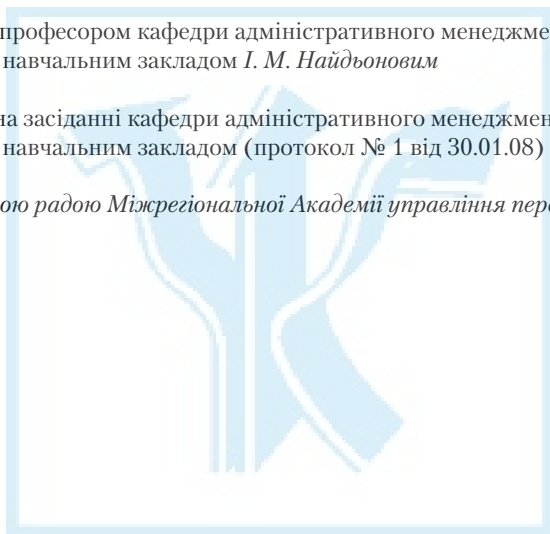 професором кафедри адміністративного менеджме
навчальним закладом І. М. Найдьоновим
на засіданні кафедри адміністративного менеджмен
навчальним закладом (протокол № 1 від 30.01.08)
ою радою Міжрегіональної Академії управління пер